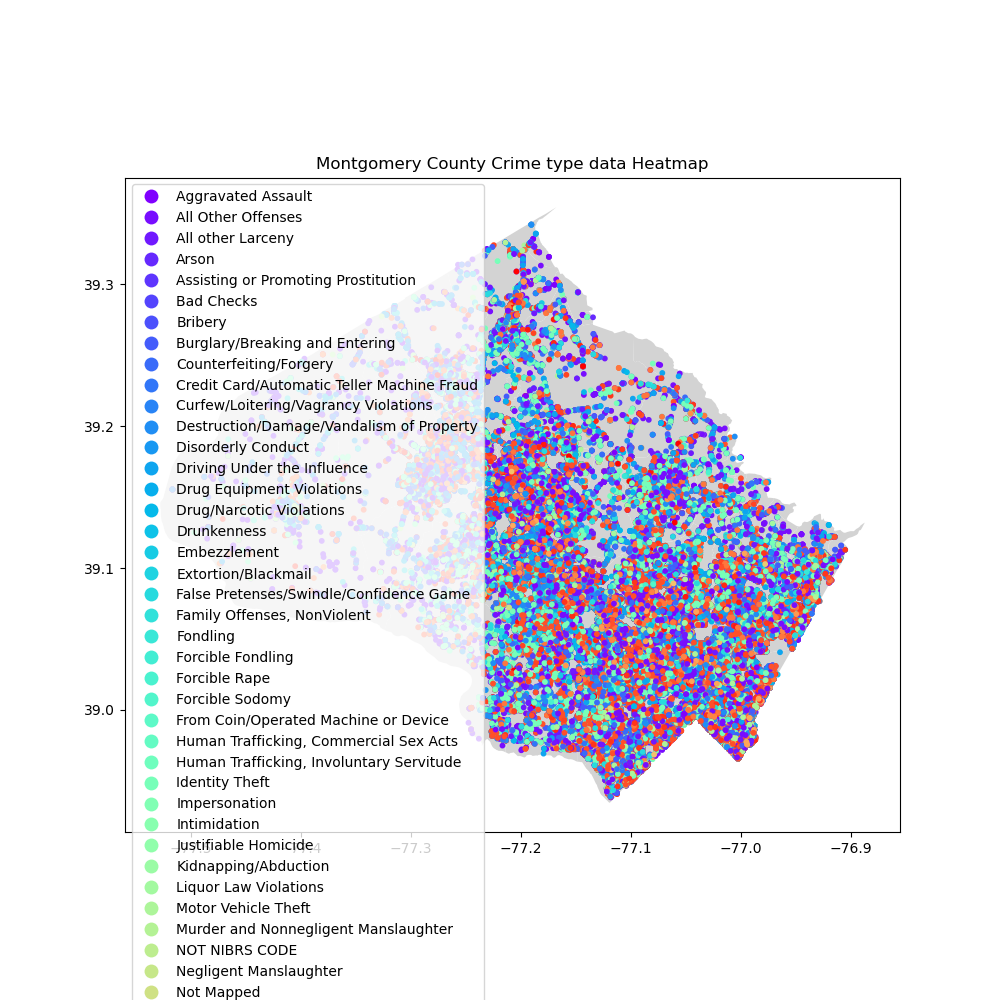 Montgomery County Crime type data Heatmap
Aggravated Assault
All Other Offenses
All other Larceny
Arson
Assisting or Promoting Prostitution
Bad Checks
Bribery
Burglary/Breaking and Entering
Counterfeiting/Forgery
Credit Card/Automatic Teller Machine Fraud
Curfew/Loitering/Vagrancy Violations
Destruction/Damage/Vandalism of Property
Disorderly Conduct
Driving Under the Influence
Drug Equipment Violations
Drug/Narcotic Violations
Drunkenness
Embezzlement
Extortion/Blackmail
False Pretenses/Swindle/Confidence Game
Family Offenses, NonViolent
Fondling
Forcible Fondling
Forcible Rape
Forcible Sodomy
From Coin/Operated Machine or Device
Human Trafficking, Commercial Sex Acts
Human Trafficking, Involuntary Servitude
Identity Theft
Impersonation
Intimidation
Justifiable Homicide
Kidnapping/Abduction
Liquor Law Violations
Motor Vehicle Theft
Murder and Nonnegligent Manslaughter
NOT NIBRS CODE
Negligent Manslaughter
Not Mapped
39.3
39.2
39.1
39.0
−77.3
−77.2
−77.1
−77.0
−76.9